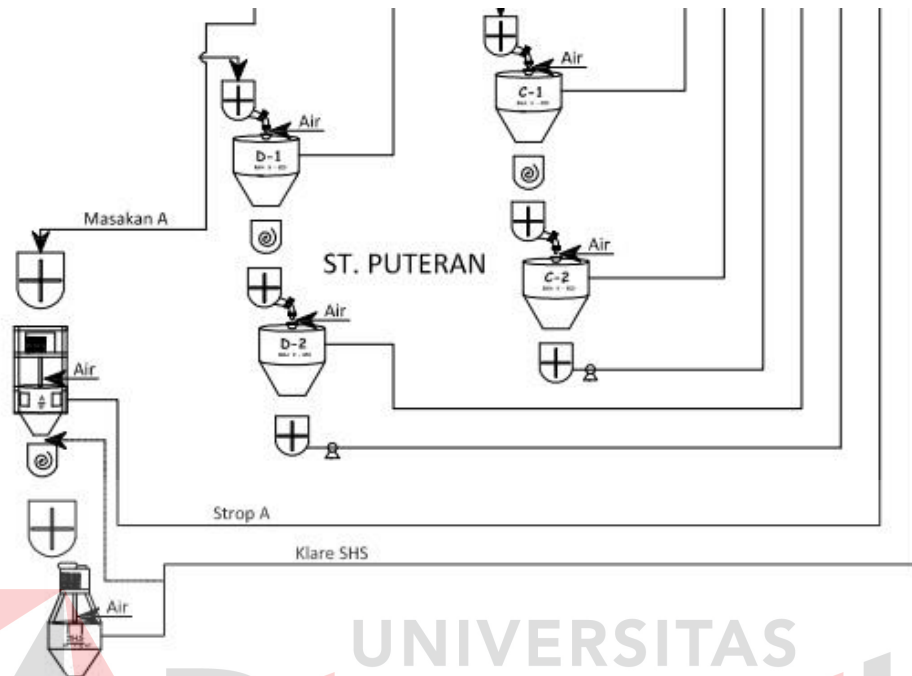 Air
C-1
Air
D-1
Masakan A
Air
ST. PUTERAN
C-2
Air
D-2
Air
Strop A
Klare SHS
Air
UNIVERSITAS